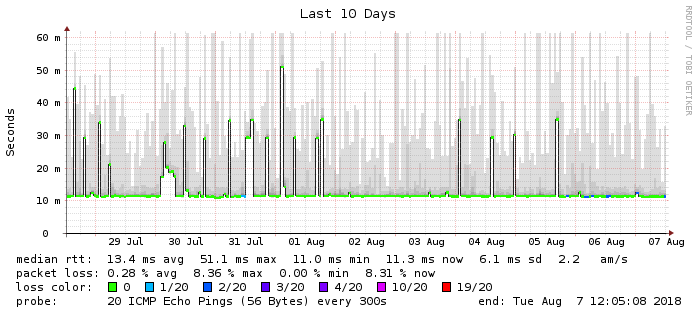 Last 10 Days
RRDTOOL / TOBI OETIKER
Seconds
60 m
50 m
40 m
30 m
20 m
10 m
0
29 Jul 30 Jul 31 Jul 01 Aug 02 Aug 03 Aug 04 Aug 05 Aug 06 Aug 07 Aug
median rtt: 13.4 ms avg 51.1 ms max 11.0 ms min 11.3 ms now 6.1 ms sd 2.2 am/s
packet loss: 0.28 % avg 8.36 % max 0.00 % min 8.31 % now
loss color: 0 1/20 2/20 3/20 4/20 10/20 19/20
probe: 20 ICMP Echo Pings (56 Bytes) every 300s end: Tue Aug 7 12:05:08 2018